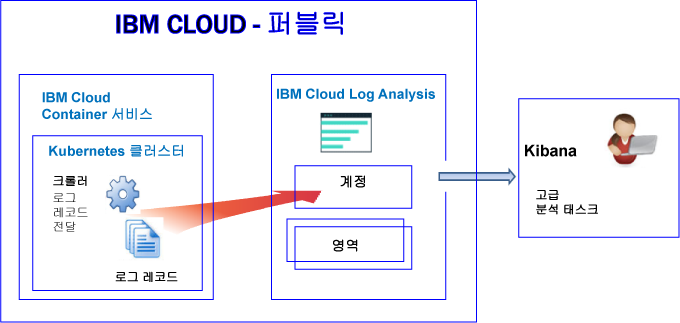 IBM CLOUD - 퍼블릭
IBM Cloud
Container 서비스
Kubernetes 클러스터
크롤러
로그
레코드
전달
로그 레코드
IBM Cloud Log Analysis
계정
영역
Kibana
고급
분석 태스크